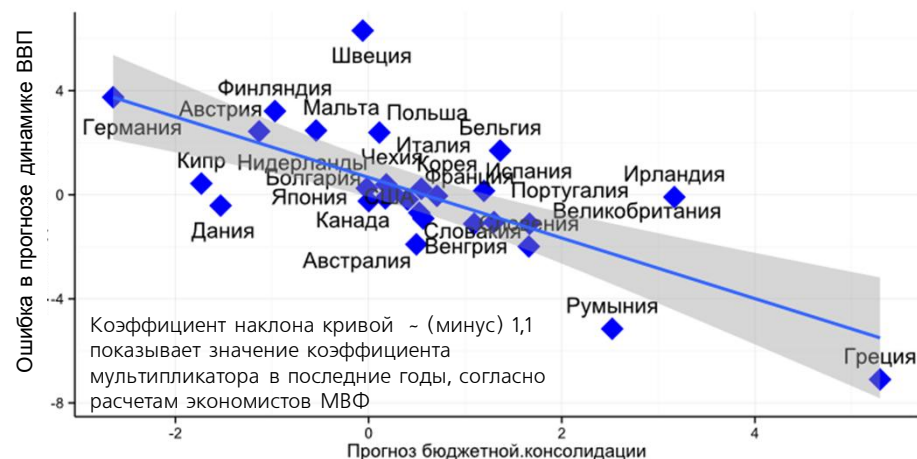 Ошибка в прогнозе динамике ВВП
4
0
-4
-8
Швеция
Финляндия
Австрия
Мальта
Польша
Германия
Бельгия
Италия
Чехия
Корея
Кипр
Нидерланды
Франция
Испания
Ирландия
Болгария
Португалия
Япония
США
Великобритания
Канада
Дания
Словакия
Венгрия
Австралия
Румыния
Греция
Коэффициент наклона кривой ~ (минус) 1,1
показывает значение коэффициента
мультипликатора в последние годы, согласно
расчетам экономистов МВФ
-2
0
2
4
Прогноз бюджетной.консолидации